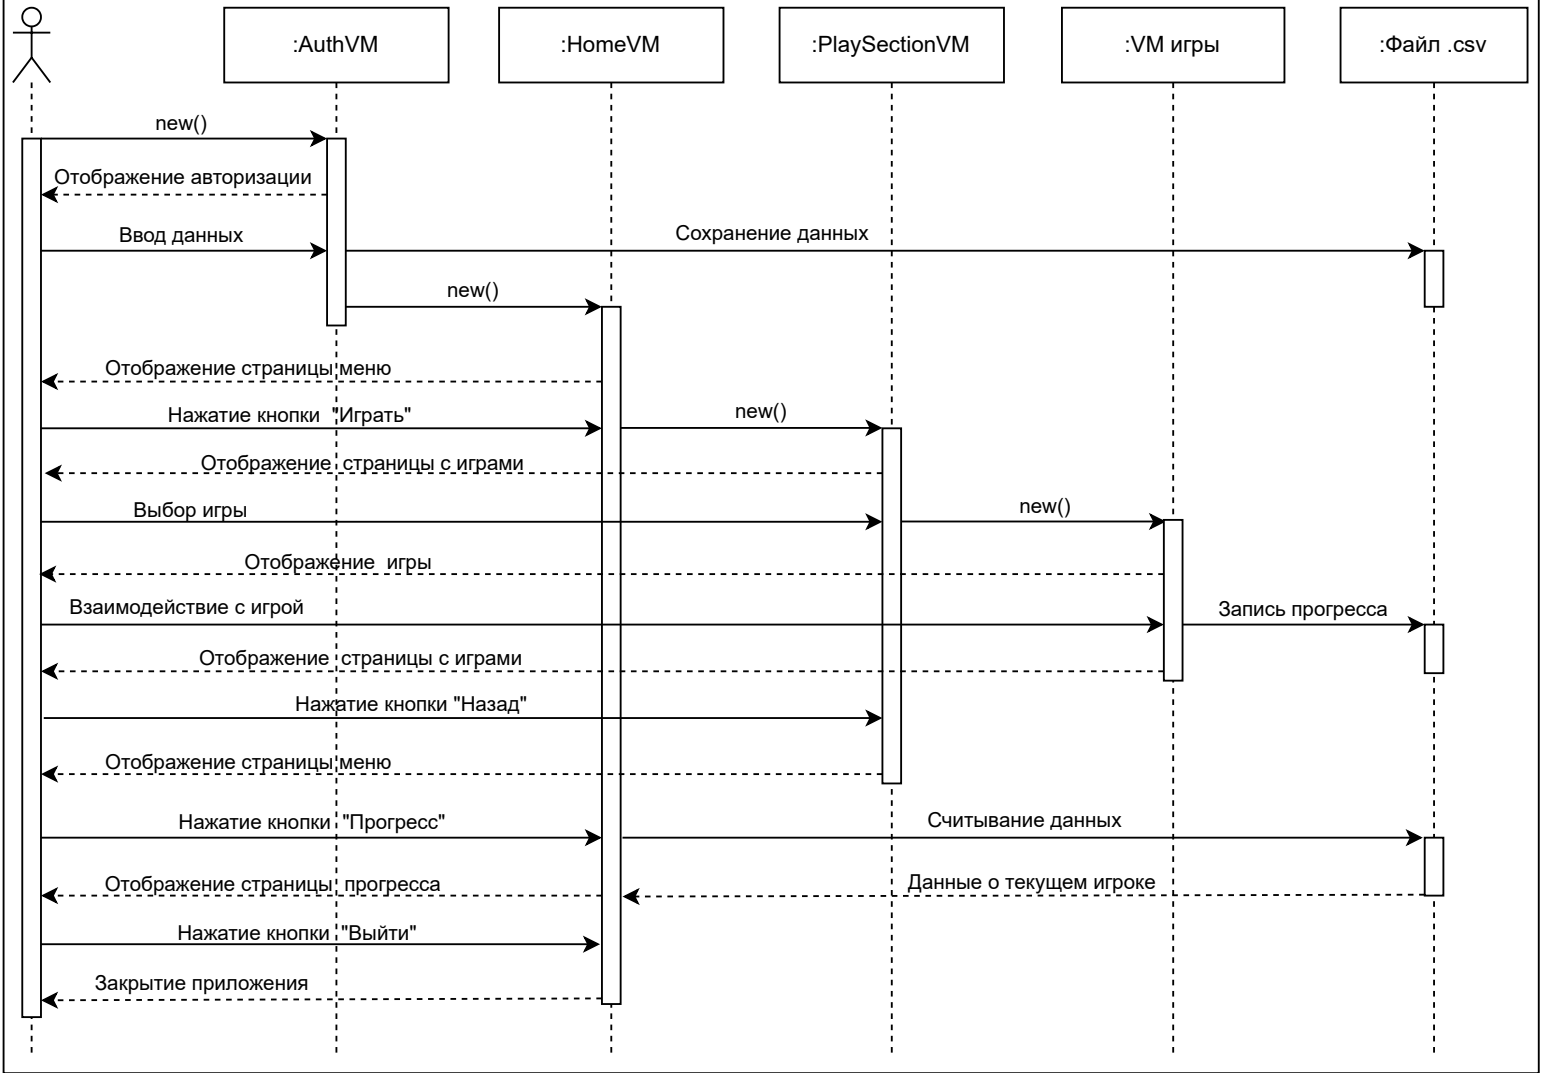 :AuthVM
:HomeVM
:PlaySectionVM
:VM игры
:Файл .csv
new()
Отображение авторизации
Ввод данных
Сохранение данных
new()
Отображение страницы меню
Нажатие кнопки "Играть"
new()
Отображение страницы с играми
Выбор игры
new()
Отображение игры
Взаимодействие с игрой
Запись прогресса
Отображение страницы с играми
Нажатие кнопки "Назад"
Отображение страницы меню
Нажатие кнопки "Прогресс"
Считывание данных
Отображение страницы прогресса
Данные о текущем игроке
Нажатие кнопки "Выйти"
Закрытие приложения